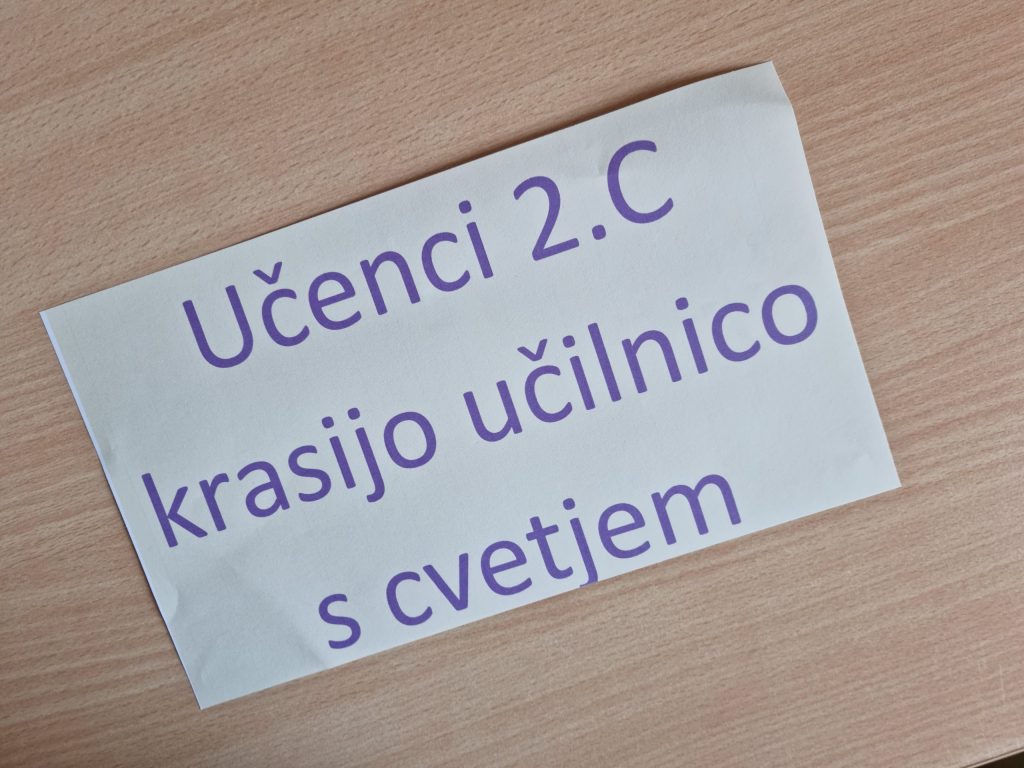 Učenci 2.C
krasijo učilnico
s cvetjem